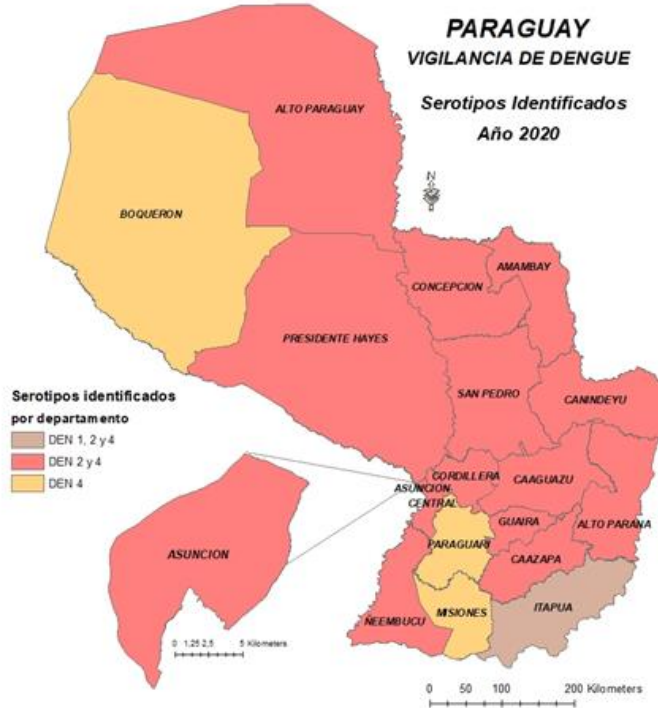 PARAGUAY
VIGILANCIA DE DENGUE
Serotipos Identificados
Año 2020
N
ALTO PARAGUAY
BOQUERON
AMAMBAY
CONCEPCION
PRESIDENTE HAYES
SAN PEDRO
CANINDEYU
Serotipos identificados
por departamento
DEN 1, 2 y 4
DEN 2 y 4
DEN 4
CORDILLERA
CAAGUAZU
ASUNCION
CENTRAL
GUAIRA
ALTO PARANA
PARAGUARI
CAAZAPA
ASUNCION
ITAPUA
MISIONES
ÑEEMBUCU
0 1,25 2,5 5 Kilometers
0 50 100 200 Kilometers